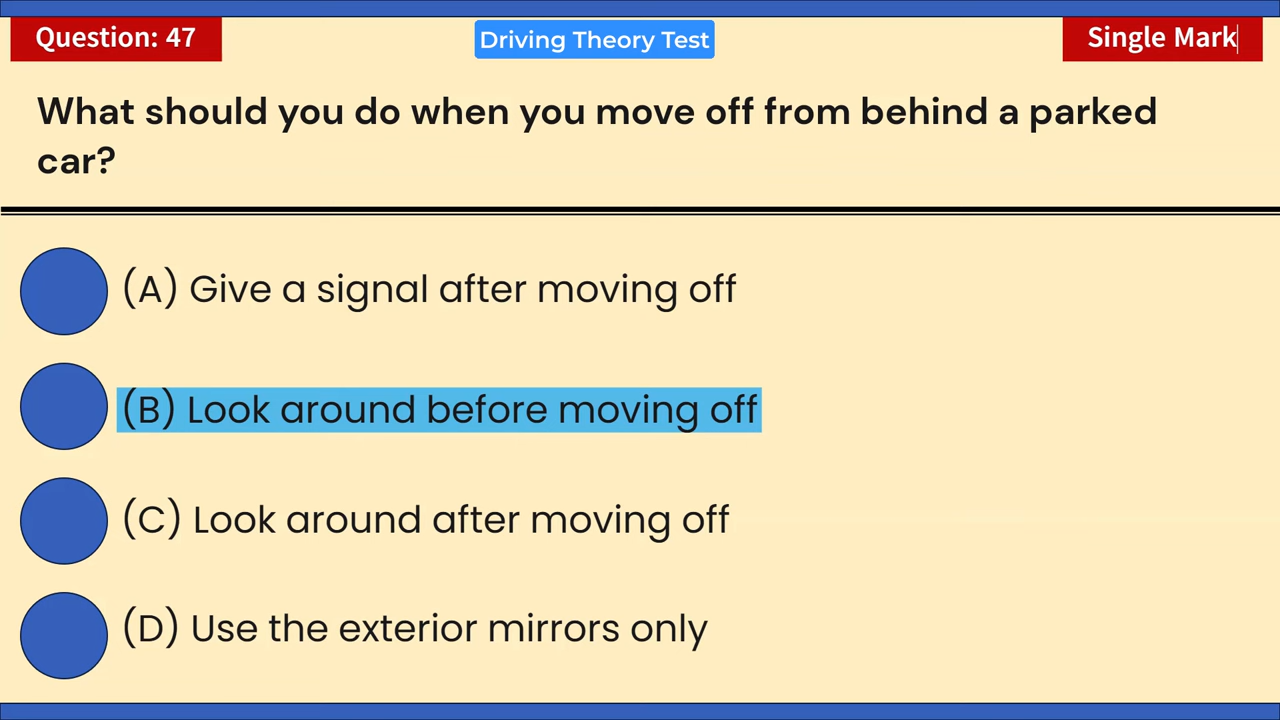 Question: 47
Driving Theory Test
Single Mark
What should you do when you move off from behind a parked
car?
(A) Give a signal after moving off
(B) Look around before moving off
(C) Look around after moving off
(D) Use the exterior mirrors only